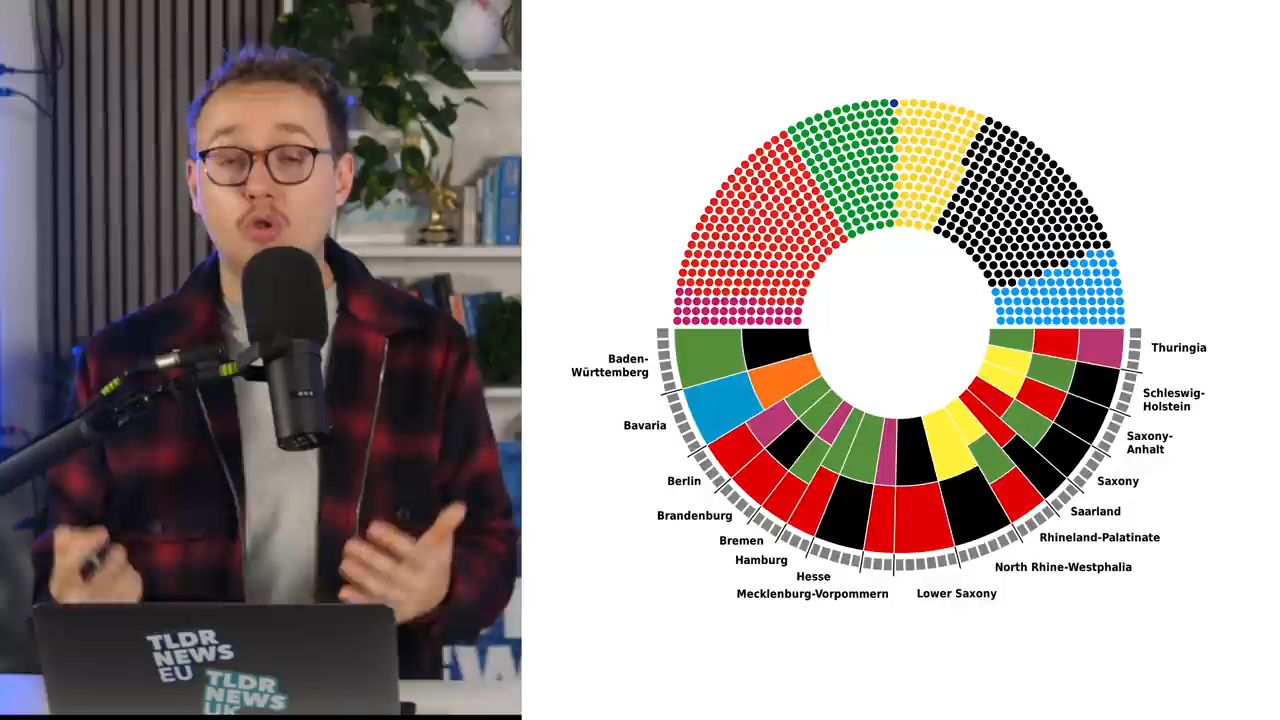 Baden-
Württemberg
Bavaria
Berlin
Brandenburg
Bremen
Hamburg
Hesse
Mecklenburg-Vorpommern
Lower Saxony
North Rhine-Westphalia
Rhineland-Palatinate
Saarland
Saxony
Saxony-
Anhalt
Schleswig-
Holstein
Thuringia
TLDR
NEWS
EU
TLDR
NEWS
UK